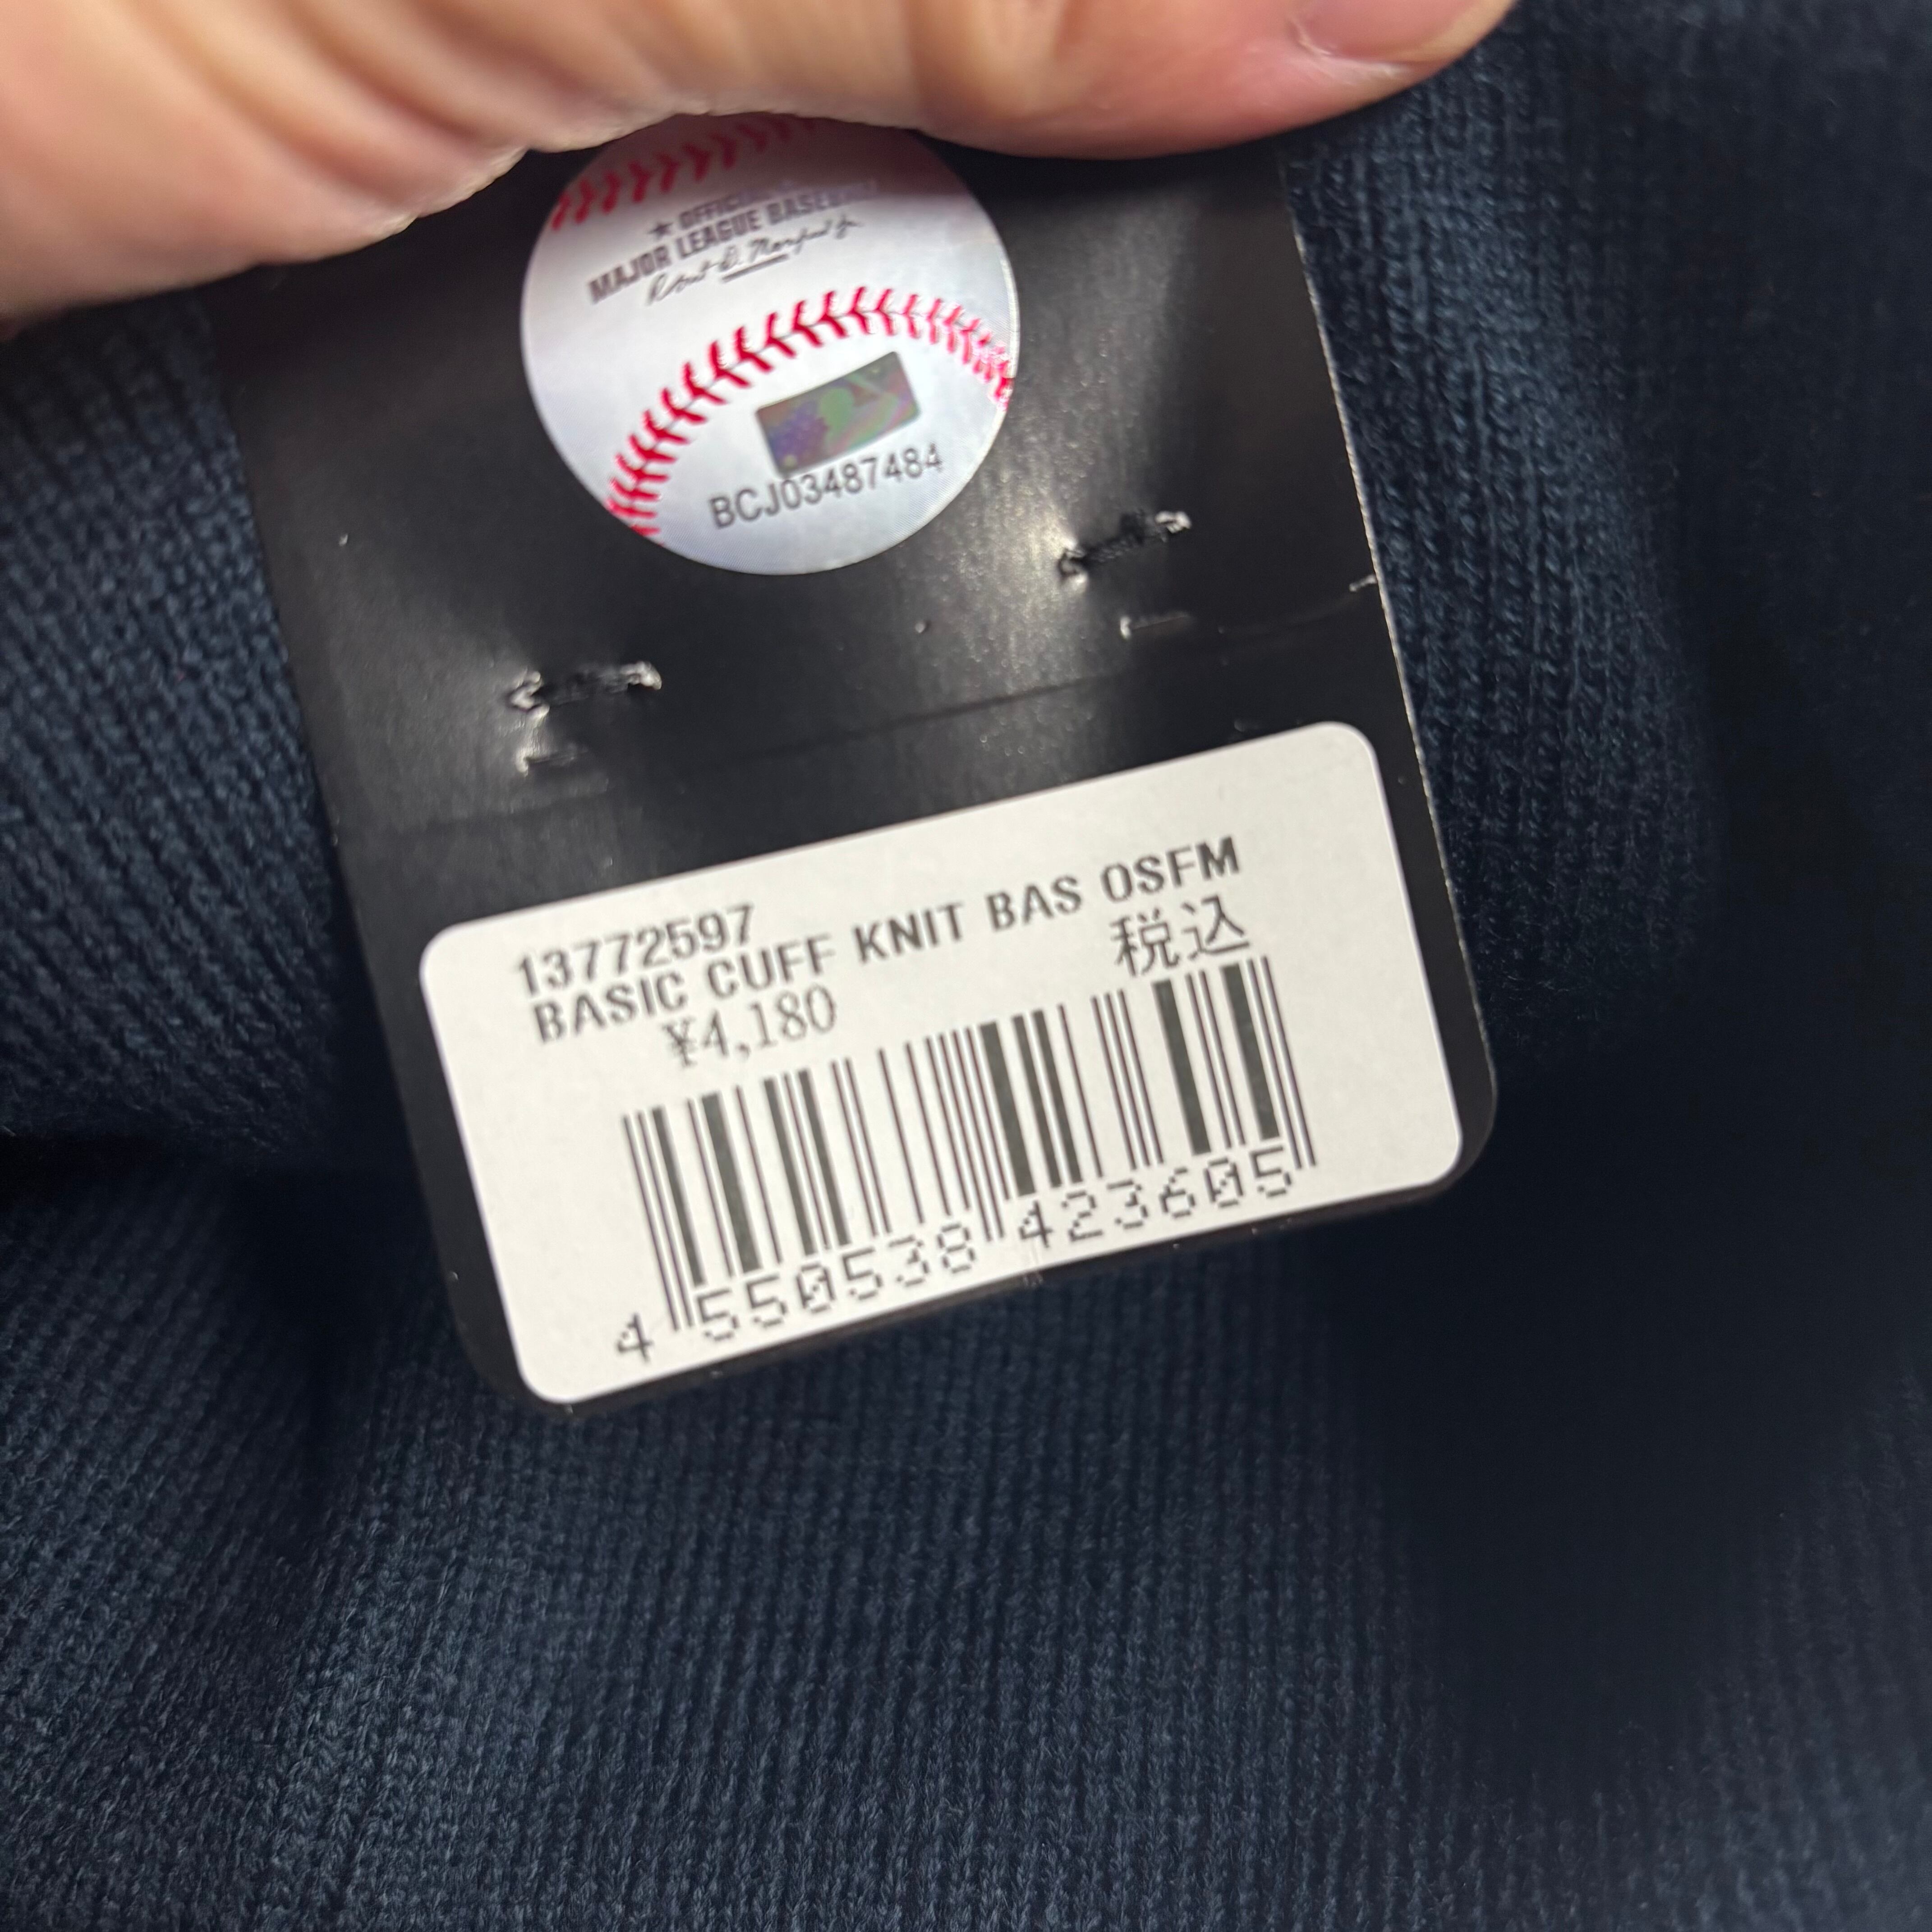 OFFICIAL
MAJOR LEAGUE BASEBALL
BCJ03487484
13772597
BASIC CUFF KNIT BAS OSFM
¥4,180 税込
4 550538 423605